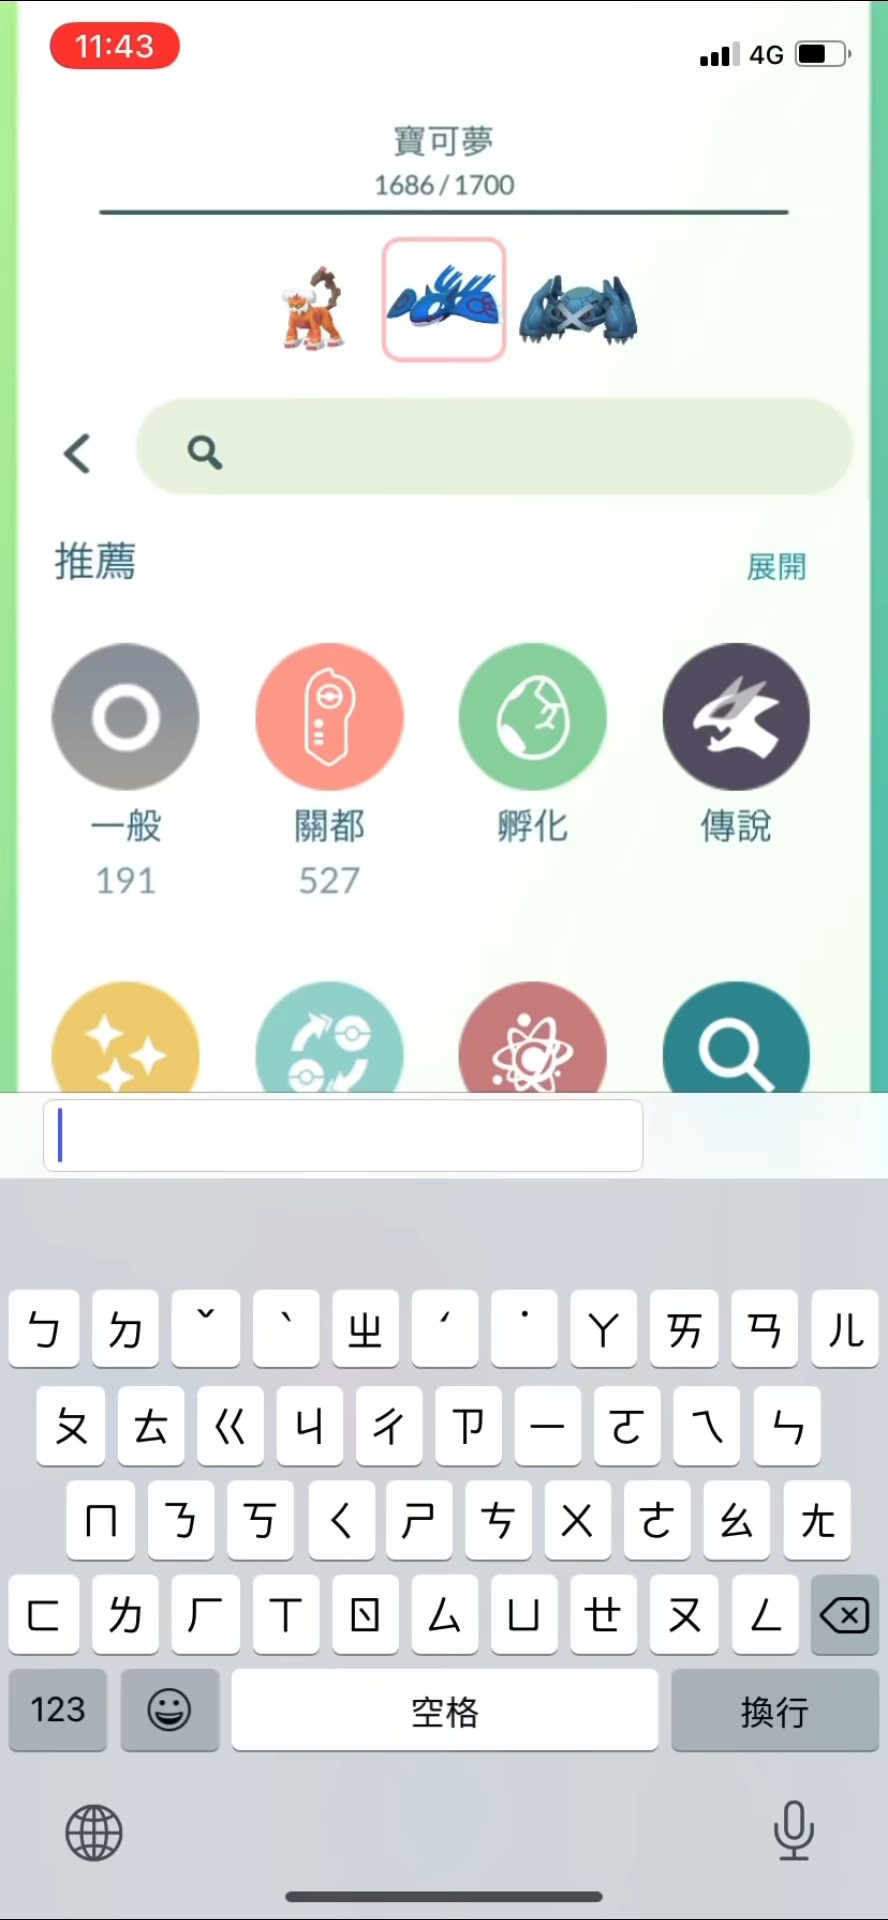 11:43
4G
寶可夢
1686 / 1700
推薦
展開
一般
關都
孵化
傳說
191
527
ㄅ ㄉ ˇ ˋ ㄓ ˊ ˙ ㄚ ㄞ ㄢ ㄦ
ㄆ ㄊ ㄍ ㄐ ㄔ ㄗ ㄧ ㄛ ㄟ ㄣ
ㄇ ㄋ ㄎ ㄑ ㄕ ㄘ ㄨ ㄜ ㄠ ㄤ
ㄈ ㄌ ㄏ ㄒ ㄖ ㄙ ㄩ ㄝ ㄡ ㄥ
123 空格 換行